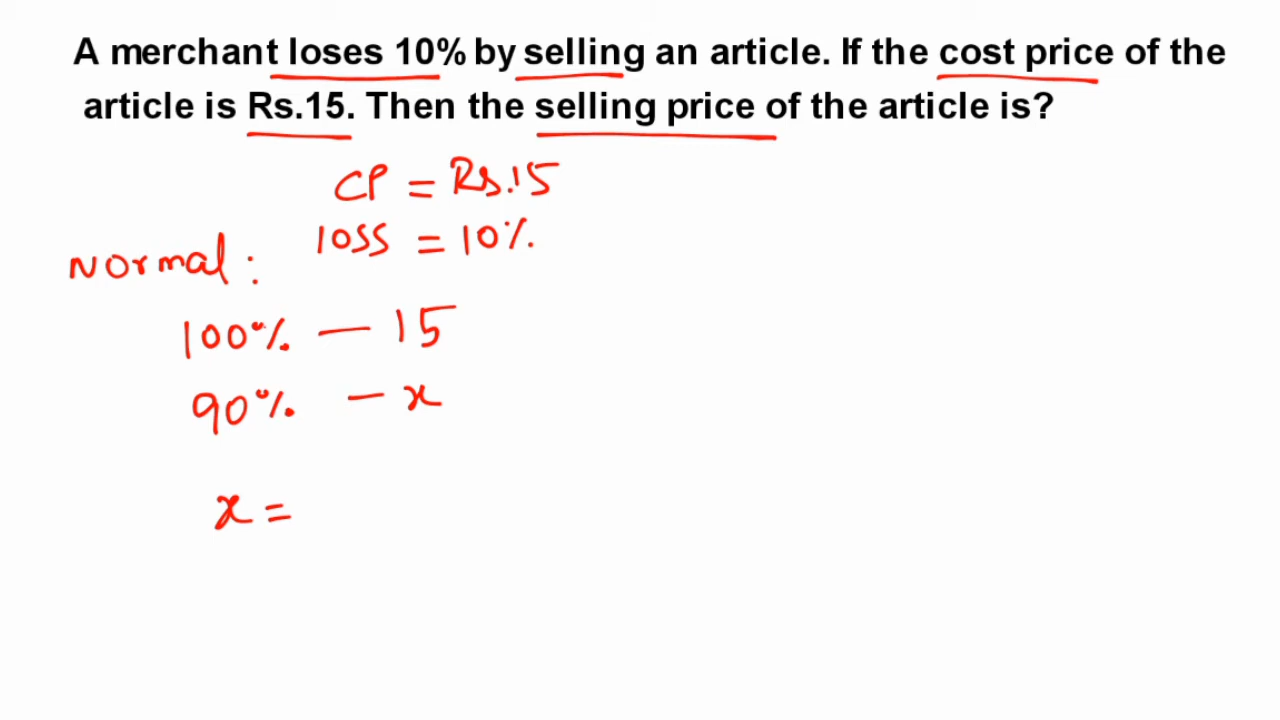 A merchant loses 10% by selling an article. If the cost price of the
article is Rs.15. Then the selling price of the article is?
CP = Rs.15
loss = 10%
Normal:
100% — 15
90% — x
x =